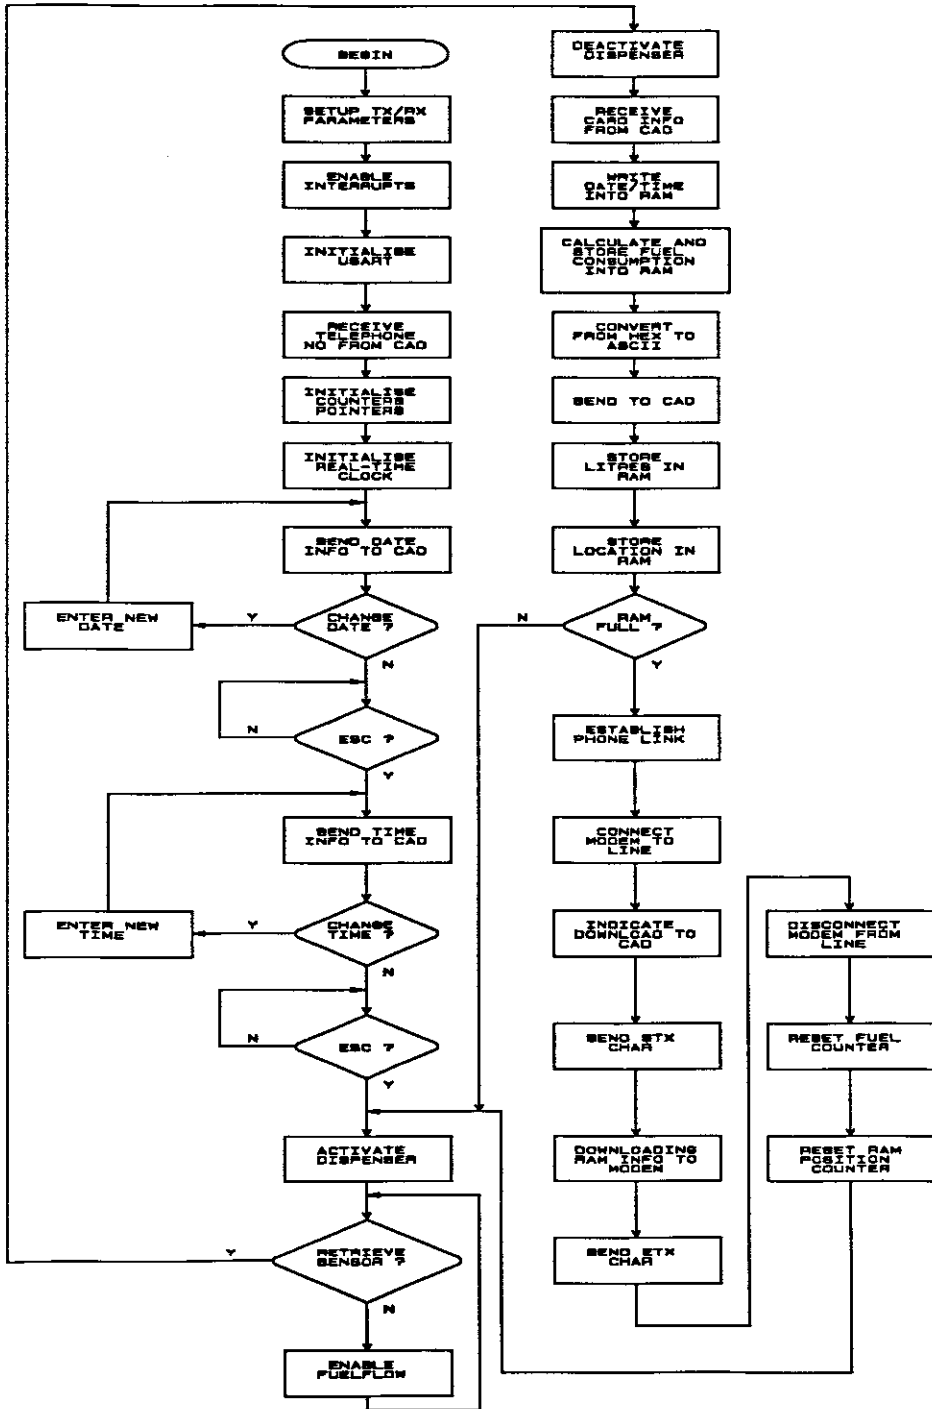 BEGIN
SETUP TX/RX
PARAMETERS
ENABLE
INTERRUPTS
INITIALISE
USART
RECEIVE
TELEPHONE
NO FROM CAD
INITIALISE
COUNTERS
POINTERS
INITIALISE
REAL-TIME
CLOCK
SEND DATE
INFO TO CAD
CHANGE
DATE ?
Y
ENTER NEW
DATE
N
ESC ?
N
Y
SEND TIME
INFO TO CAD
CHANGE
TIME ?
Y
ENTER NEW
TIME
N
ESC ?
N
Y
ACTIVATE
DISPENSER
RETRIEVE
SENSOR ?
Y
N
ENABLE
FUELFLOW
DEACTIVATE
DISPENSER
RECEIVE
CARD INFO
FROM CAD
WRITE
DATE/TIME
INTO RAM
CALCULATE AND
STORE FUEL
CONSUMPTION
INTO RAM
CONVERT
FROM HEX TO
ASCII
SEND TO CAD
STORE
LITRES IN
RAM
STORE
LOCATION IN
RAM
RAM
FULL ?
N
Y
ESTABLISH
PHONE LINK
CONNECT
MODEM TO
LINE
INDICATE
DOWNLOAD TO
CAD
SEND STX
CHAR
DOWNLOADING
RAM INFO TO
MODEM
SEND ETX
CHAR
DISCONNECT
MODEM FROM
LINE
RESET FUEL
COUNTER
RESET RAM
POSITION
COUNTER